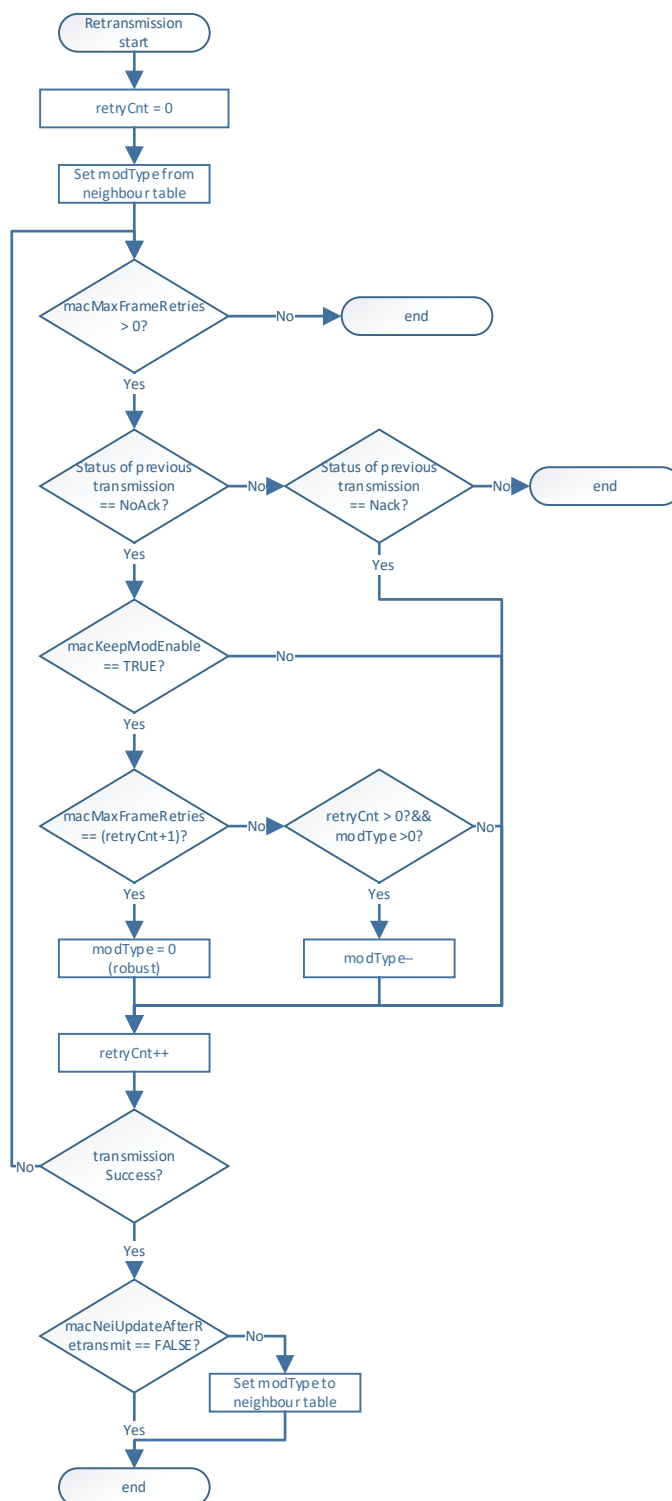 Retransmission
start
retryCnt = 0
Set modType from
neighbour table
macMaxFrameRetries
> 0?
No
end
Yes
Status of previous
transmission
== NoAck?
No
Status of previous
transmission
== Nack?
No
end
Yes
Yes
macKeepModEnable
== TRUE?
No
Yes
macMaxFrameRetries
== (retryCnt+1)?
No
retryCnt > 0?&&
modType >0?
No
Yes
Yes
modType = 0
(robust)
modType--
retryCnt++
transmission
Success?
No
Yes
macNeiUpdateAfterR
etransmit == FALSE?
No
Set modType to
neighbour table
Yes
end